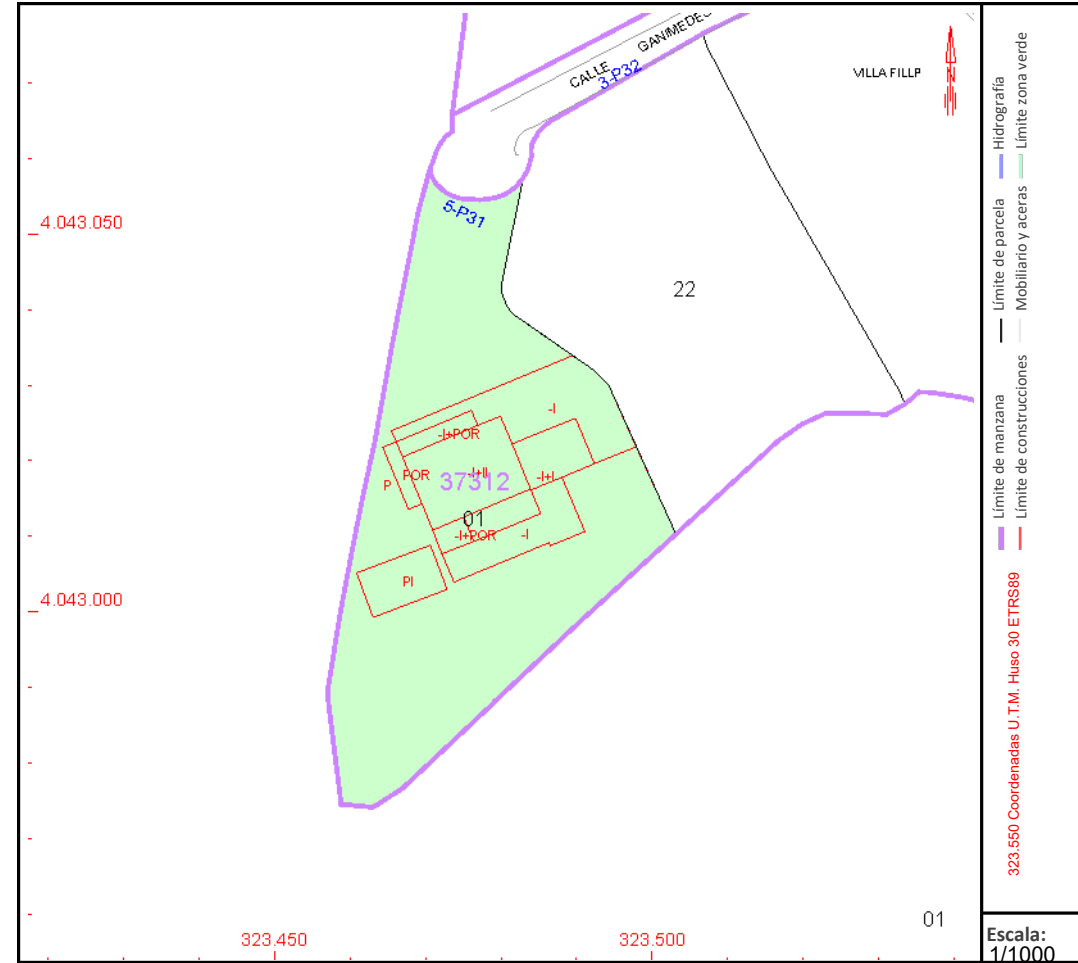 CALLE GANIMEDES
3-P32
VILLA FILLP
N
5-P31
4.043.050
22
-I
-I+POR
POR
-I+II
P
37312
-I+I
01
-I+POR
-I
PI
4.043.000
01
323.450
323.500
Límite de manzana
Límite de parcela
Hidrografía
Límite de construcciones
Mobiliario y aceras
Límite zona verde
323.550 Coordenadas U.T.M. Huso 30 ETRS89
Escala:
1/1000